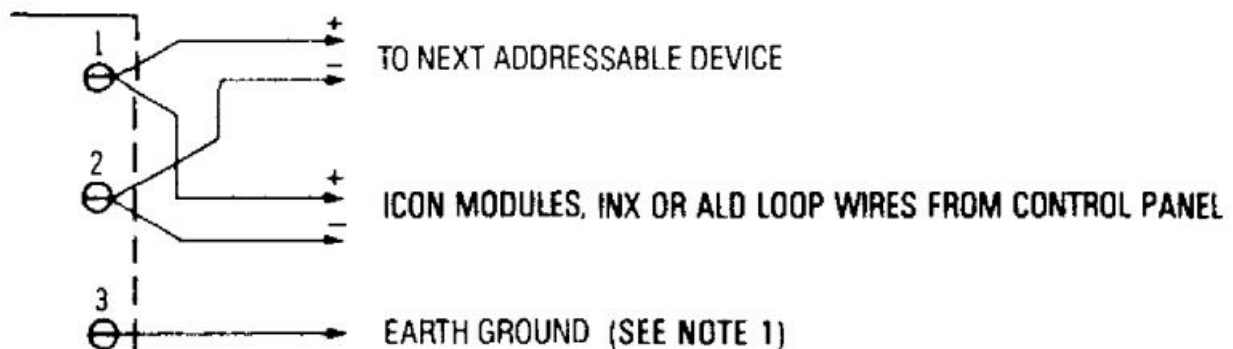 1
+
TO NEXT ADDRESSABLE DEVICE
−
2
+
ICON MODULES, INX OR ALD LOOP WIRES FROM CONTROL PANEL
−
3
EARTH GROUND (SEE NOTE 1)